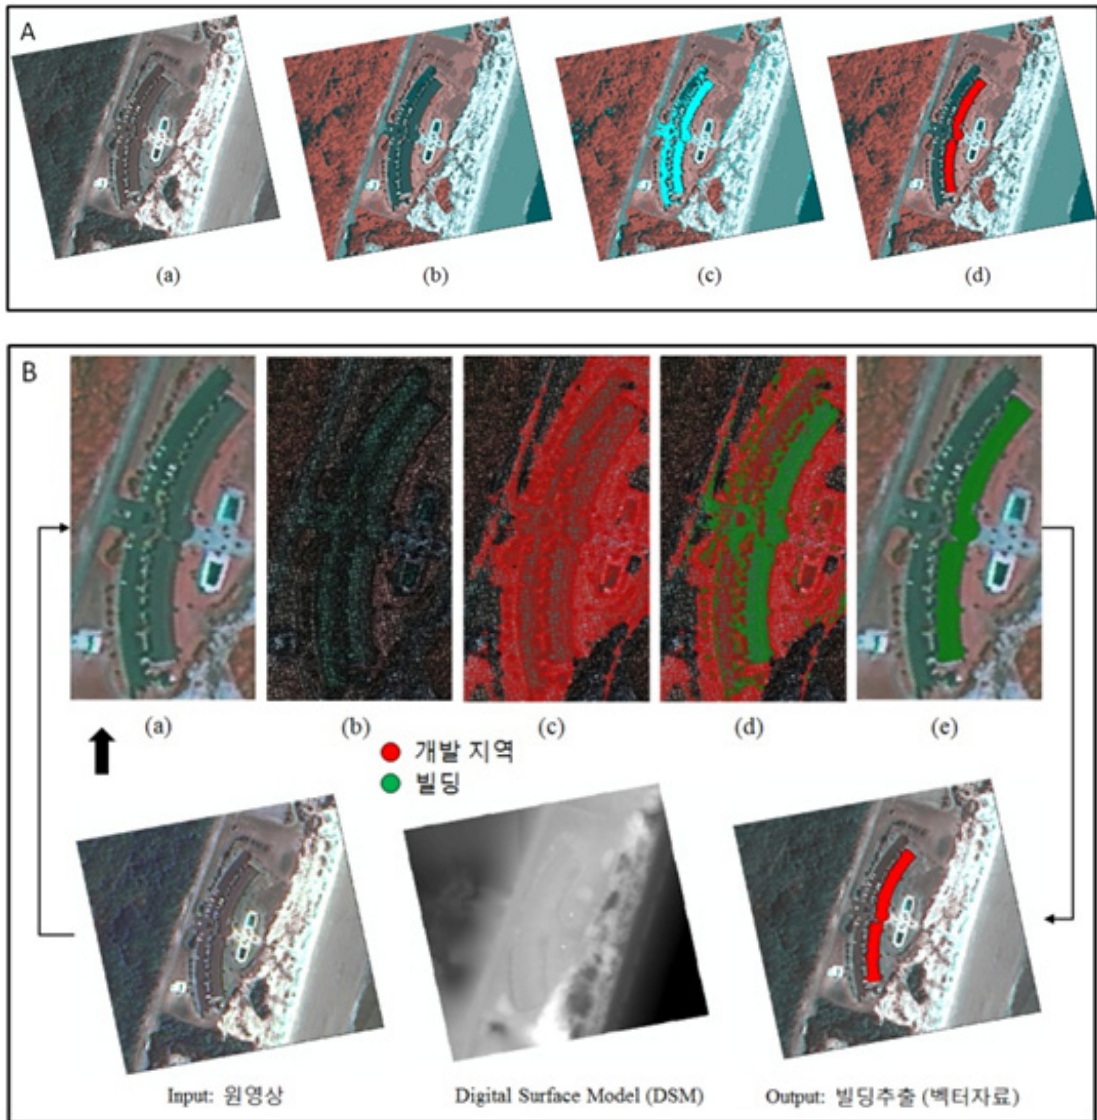 A
(a) (b) (c) (d)
B
(a) (b) (c) (d) (e)
개발 지역
빌딩
Input: 원영상
Digital Surface Model (DSM)
Output: 빌딩추출 (벡터자료)